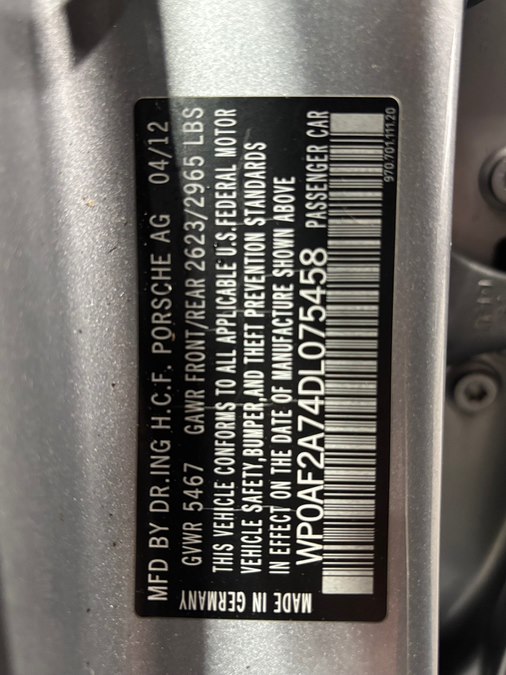 MFD BY DR.ING H.C.F. PORSCHE AG 04/12
GVWR 5467 GAWR FRONT/REAR 2623/2965 LBS
THIS VEHICLE CONFORMS TO ALL APPLICABLE U.S.FEDERAL MOTOR
VEHICLE SAFETY,BUMPER,AND THEFT PREVENTION STANDARDS
IN EFFECT ON THE DATE OF MANUFACTURE SHOWN ABOVE
WP0AF2A74DL075458 PASSENGER CAR
MADE IN GERMANY
970.701.111.20